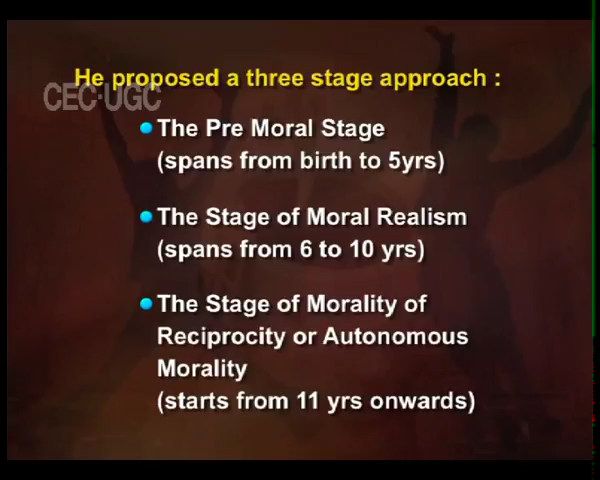 He proposed a three stage approach :
CEC-UGC
The Pre Moral Stage
(spans from birth to 5yrs)
The Stage of Moral Realism
(spans from 6 to 10 yrs)
The Stage of Morality of
Reciprocity or Autonomous
Morality
(starts from 11 yrs onwards)